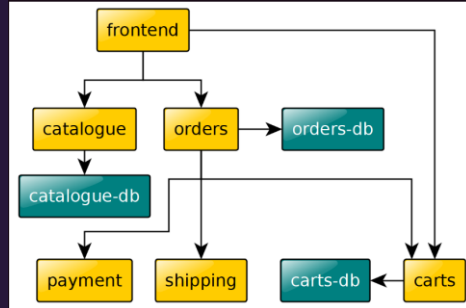 frontend
catalogue
orders
orders-db
catalogue-db
payment
shipping
carts-db
carts